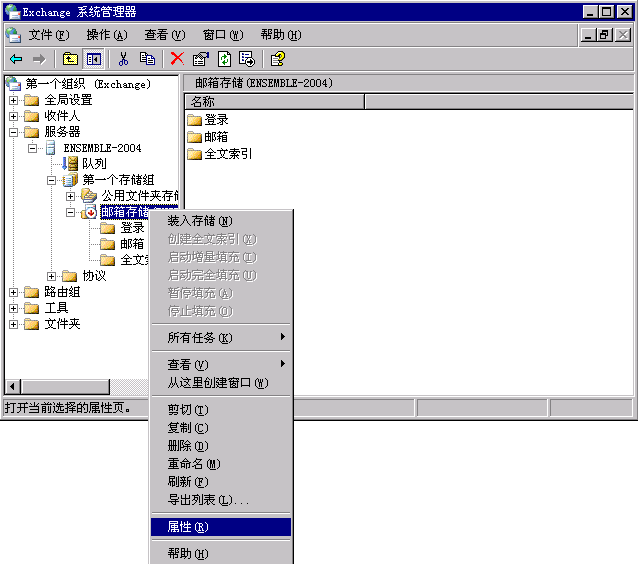 Exchange 系统管理器
文件(F) 操作(A) 查看(V) 窗口(W) 帮助(H)
第一个组织 (Exchange)
全局设置
收件人
服务器
ENSEMBLE-2004
队列
第一个存储组
公用文件夹存储
邮箱存储
登录
邮箱
全文索
协议
路由组
工具
文件夹
邮箱存储(ENSEMBLE-2004)
名称
登录
邮箱
全文索引
装入存储(N)
创建全文索引(X)
启动增量填充(I)
启动完全填充(U)
暂停填充(A)
停止填充(O)
所有任务(K)
查看(V)
从这里创建窗口(W)
剪切(T)
复制(C)
删除(D)
重命名(M)
刷新(F)
导出列表(L)...
属性(R)
帮助(H)
打开当前选择的属性页。